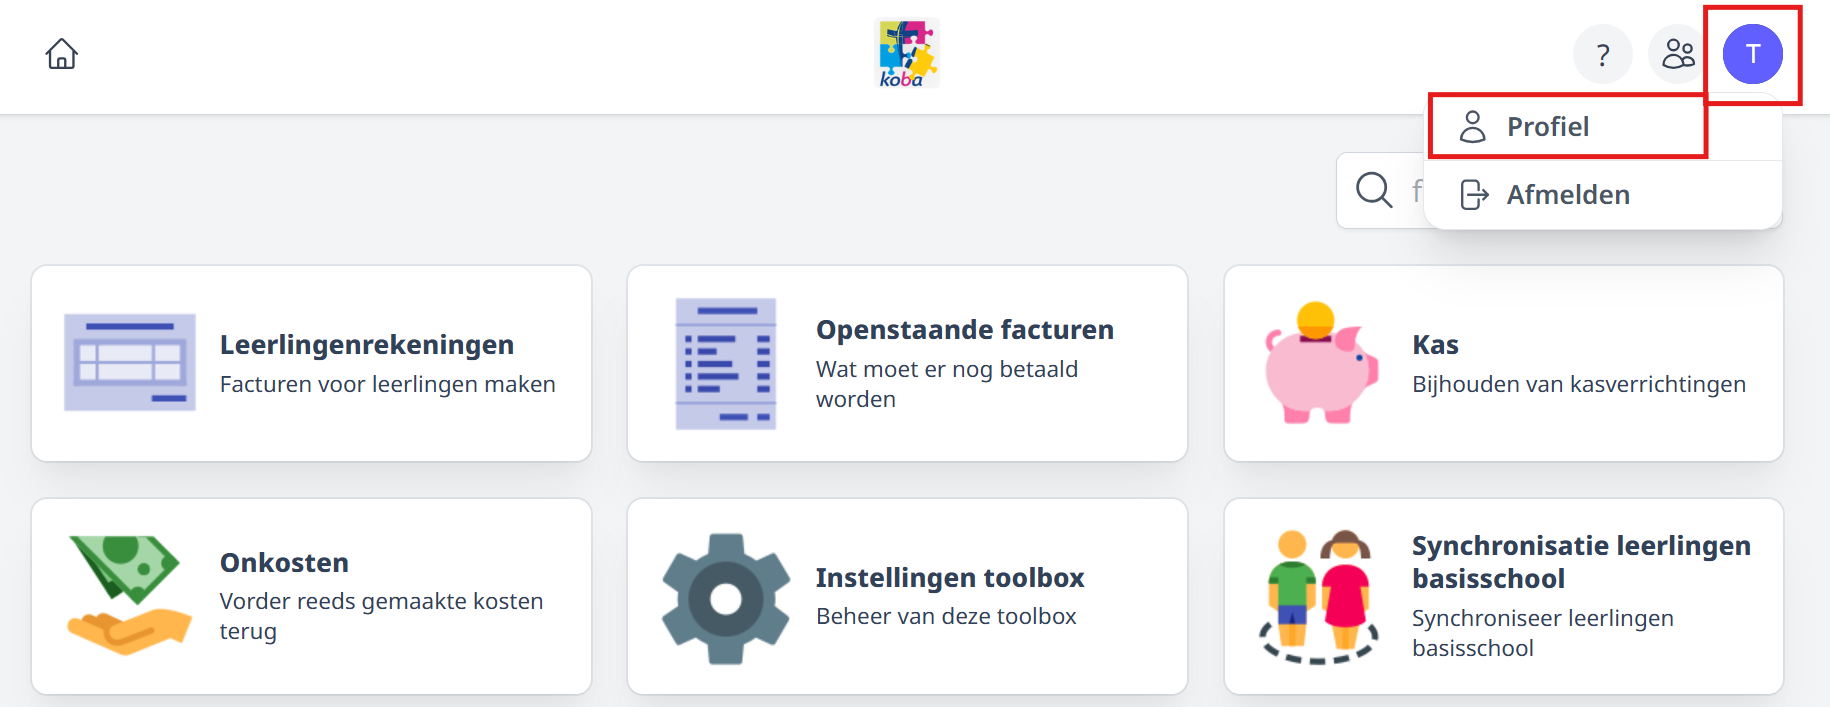 koba
?
T
Profiel
Afmelden
f
Leerlingenrekeningen
Facturen voor leerlingen maken
Openstaande facturen
Wat moet er nog betaald
worden
Kas
Bijhouden van kasverrichtingen
Onkosten
Vorder reeds gemaakte kosten
terug
Instellingen toolbox
Beheer van deze toolbox
Synchronisatie leerlingen
basisschool
Synchroniseer leerlingen
basisschool